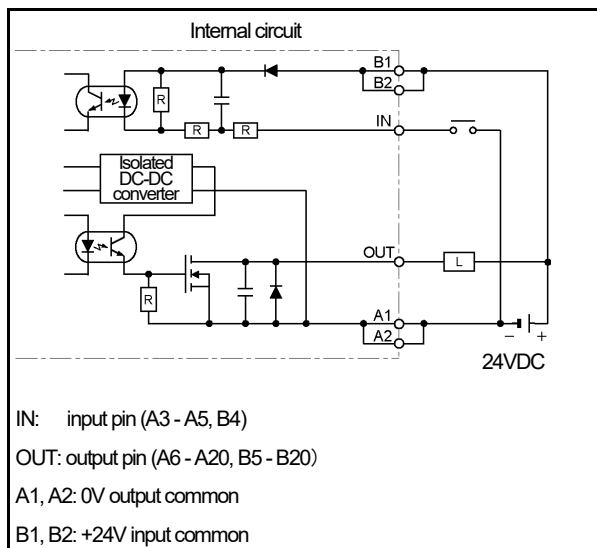 Internal circuit
B1
B2
R
IN
R
R
Isolated
DC-DC
converter
OUT
L
R
A1
A2
- +
24VDC
IN: input pin (A3 - A5, B4)
OUT: output pin (A6 - A20, B5 - B20）
A1, A2: 0V output common
B1, B2: +24V input common